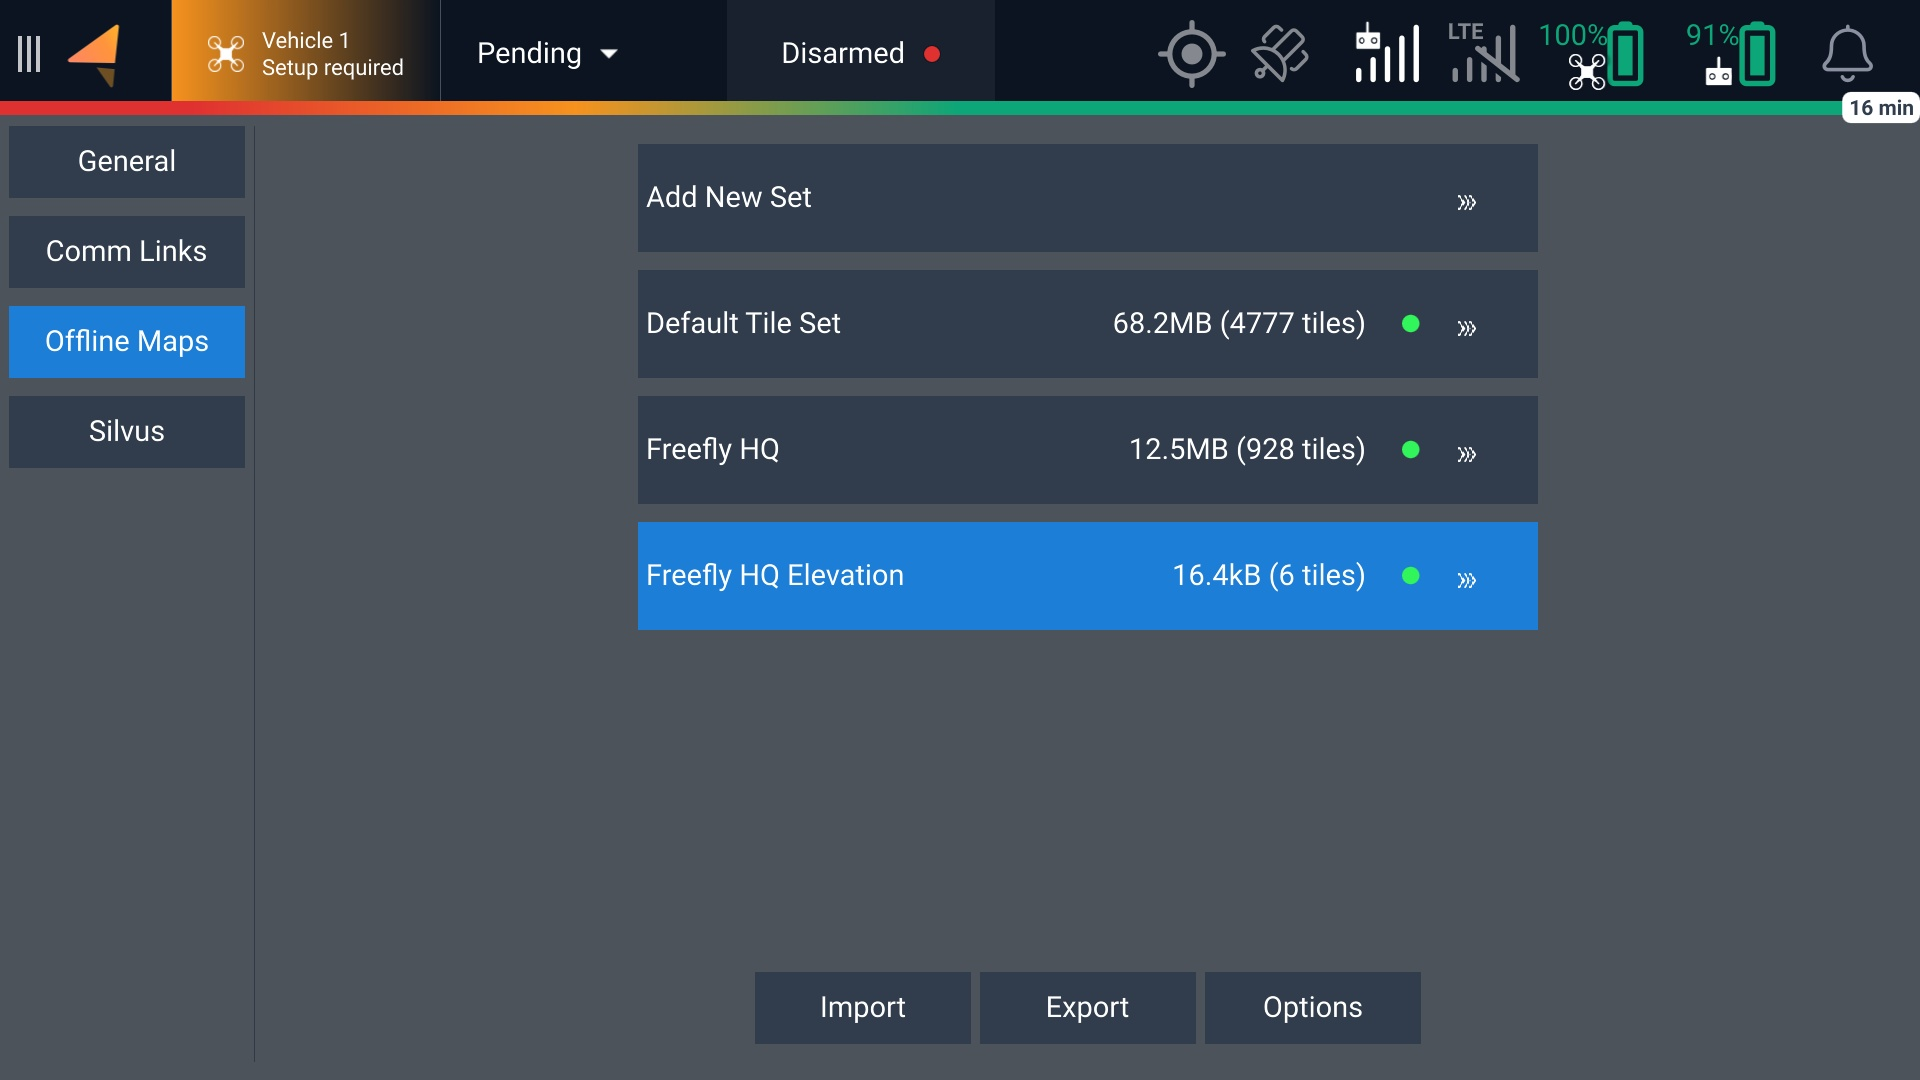 Vehicle 1
Setup required
Pending
Disarmed
LTE
100%
91%
16 min
General
Comm Links
Offline Maps
Silvus
Add New Set
Default Tile Set 68.2MB (4777 tiles)
Freefly HQ 12.5MB (928 tiles)
Freefly HQ Elevation 16.4kB (6 tiles)
Import
Export
Options